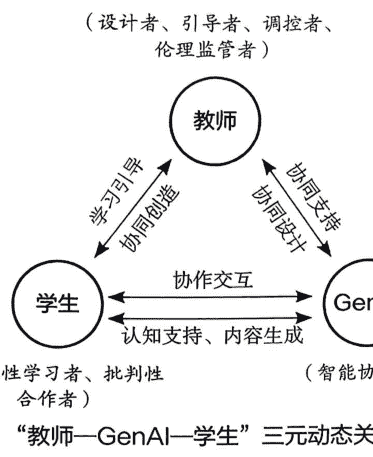 （设计者、引导者、调控者、
伦理监管者）
教师
学习引导
协同创造
协同支持
协同设计
学生
协作交互
认知支持、内容生成
Gen
性学习者、批判性
合作者）
（智能协
“教师—GenAI—学生”三元动态关